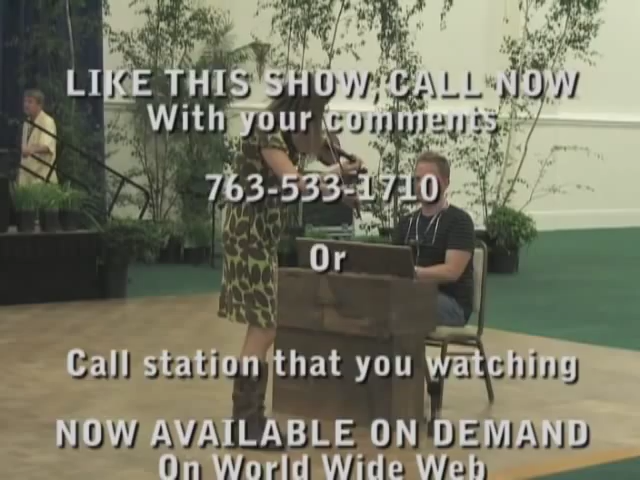 LIKE THIS SHOW, CALL NOW
With your comments
763-533-1710
Or
Call station that you watching
NOW AVAILABLE ON DEMAND
On World Wide Web